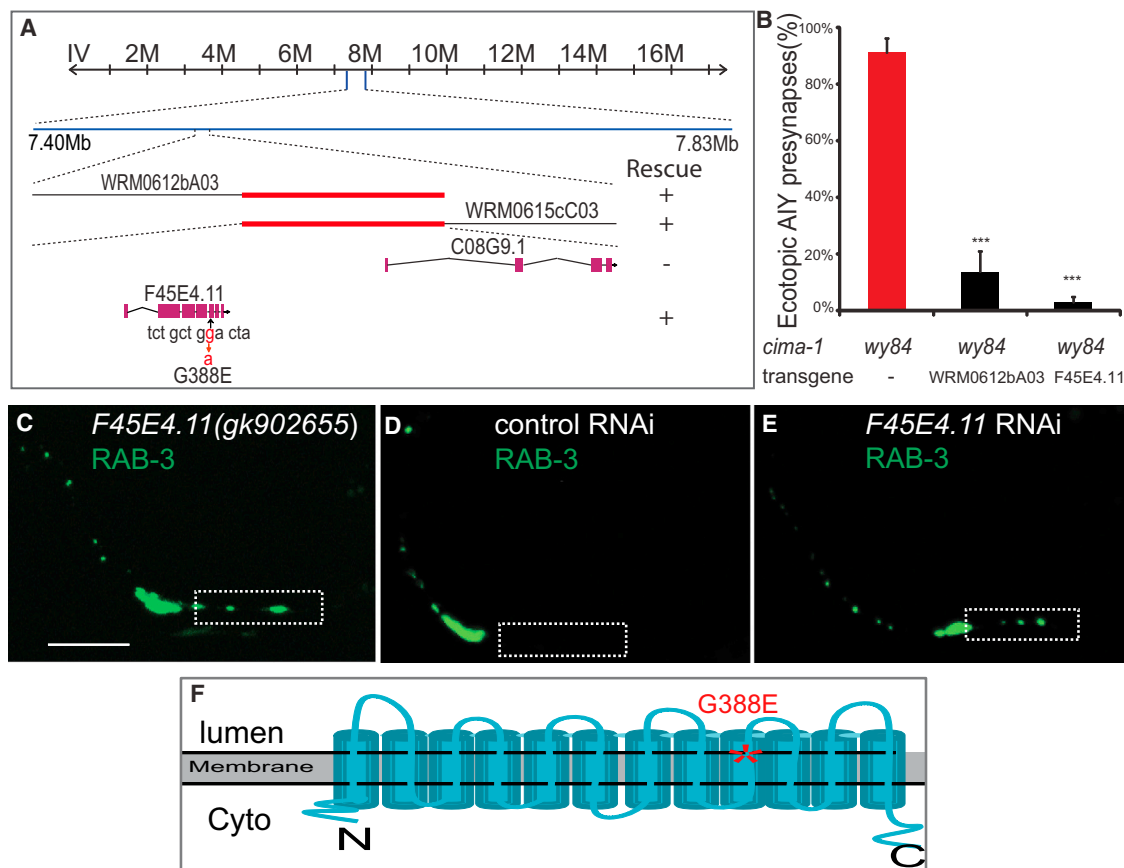 A
IV 2M 4M 6M 8M 10M 12M 14M 16M
7.40Mb 7.83Mb
Rescue
WRM0612bA03 +
WRM0615cC03 +
C08G9.1 -
F45E4.11 +
tct gct gga cta
a
G388E
B
Ecotopic AIY presynapses(%)
100%
80%
60%
40%
20%
0%
***
***
cima-1 wy84 wy84 wy84
transgene - WRM0612bA03 F45E4.11
C F45E4.11(gk902655)
RAB-3
D control RNAi
RAB-3
E F45E4.11 RNAi
RAB-3
F
G388E
lumen
Membrane
Cyto
N
C